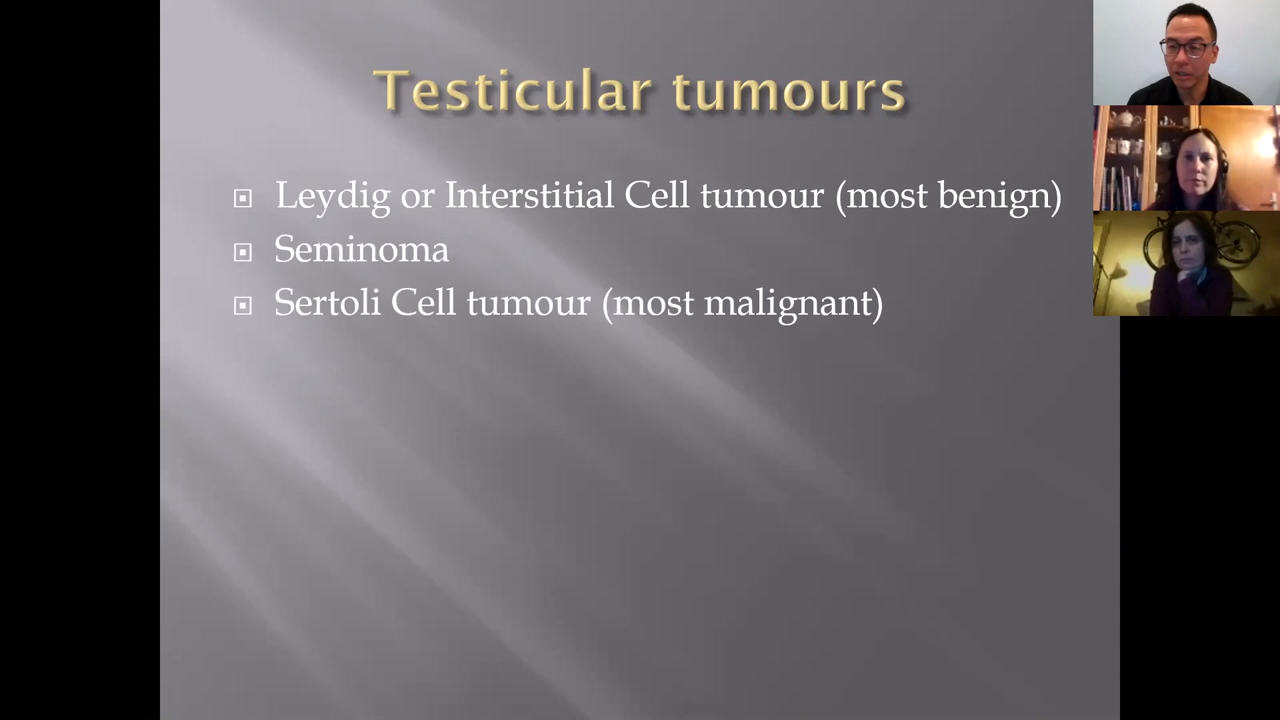 Testicular tumours
Leydig or Interstitial Cell tumour (most benign)
Seminoma
Sertoli Cell tumour (most malignant)